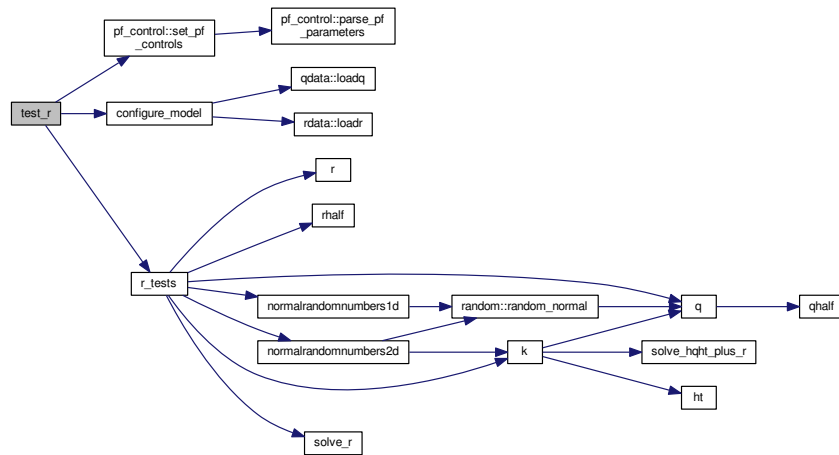 pf_control::set_pf
_controls
pf_control::parse_pf
_parameters
qdata::loadq
test_r
configure_model
rdata::loadr
r
rhalf
r_tests
normalrandomnumbers1d
random::random_normal
q
qhalf
normalrandomnumbers2d
k
solve_hqht_plus_r
ht
solve_r